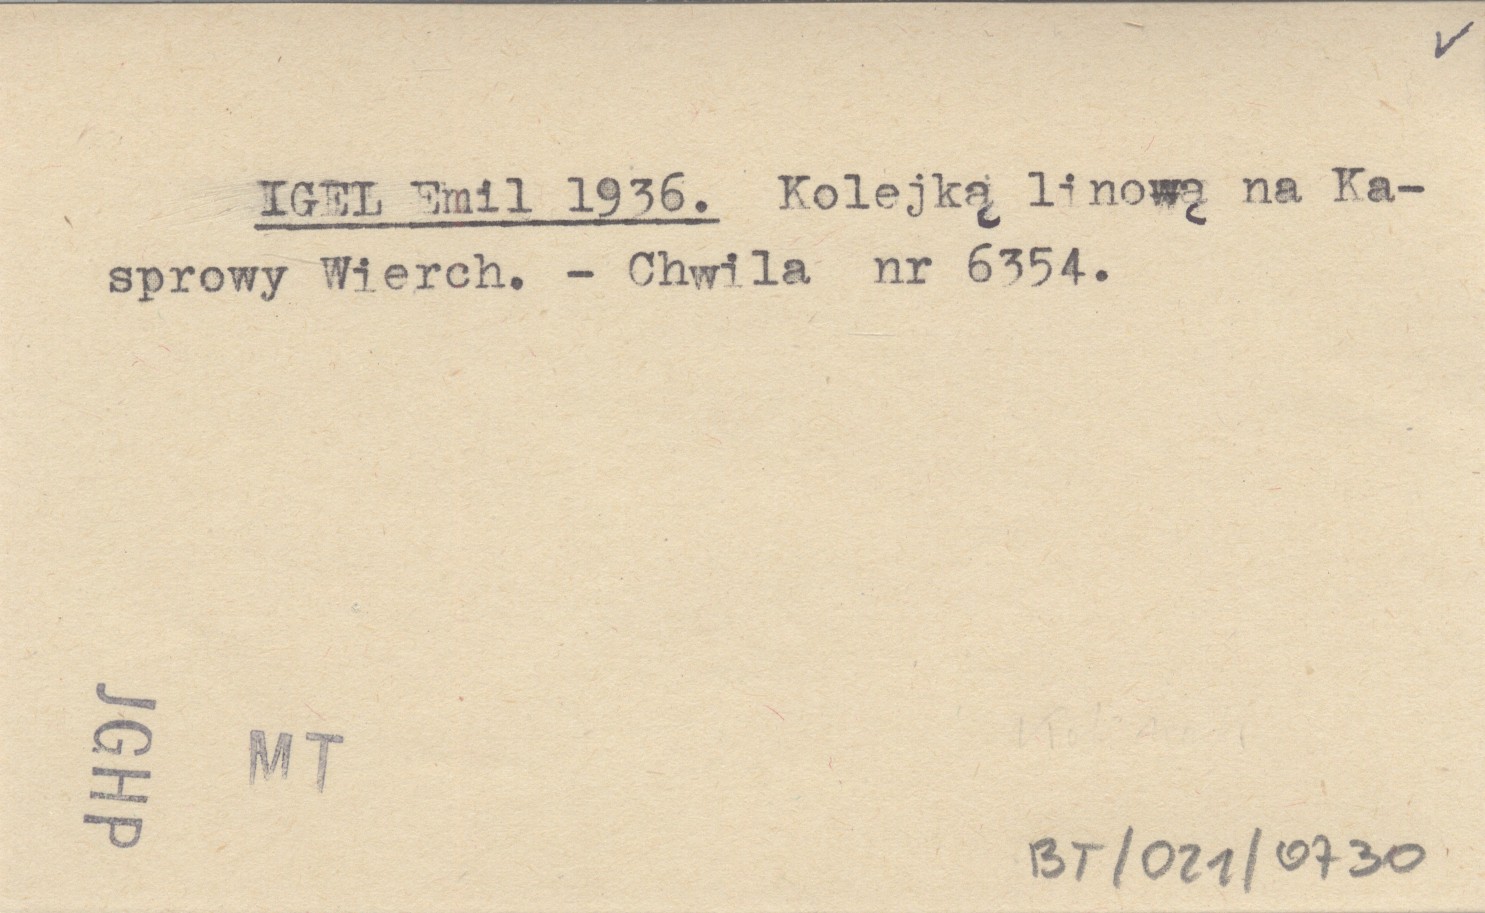 ✓
IGEL Emil 1936. Kolejką linową na Ka-
sprowy Wierch. - Chwila nr 6354.
JGHP
MT
BT/021/0730